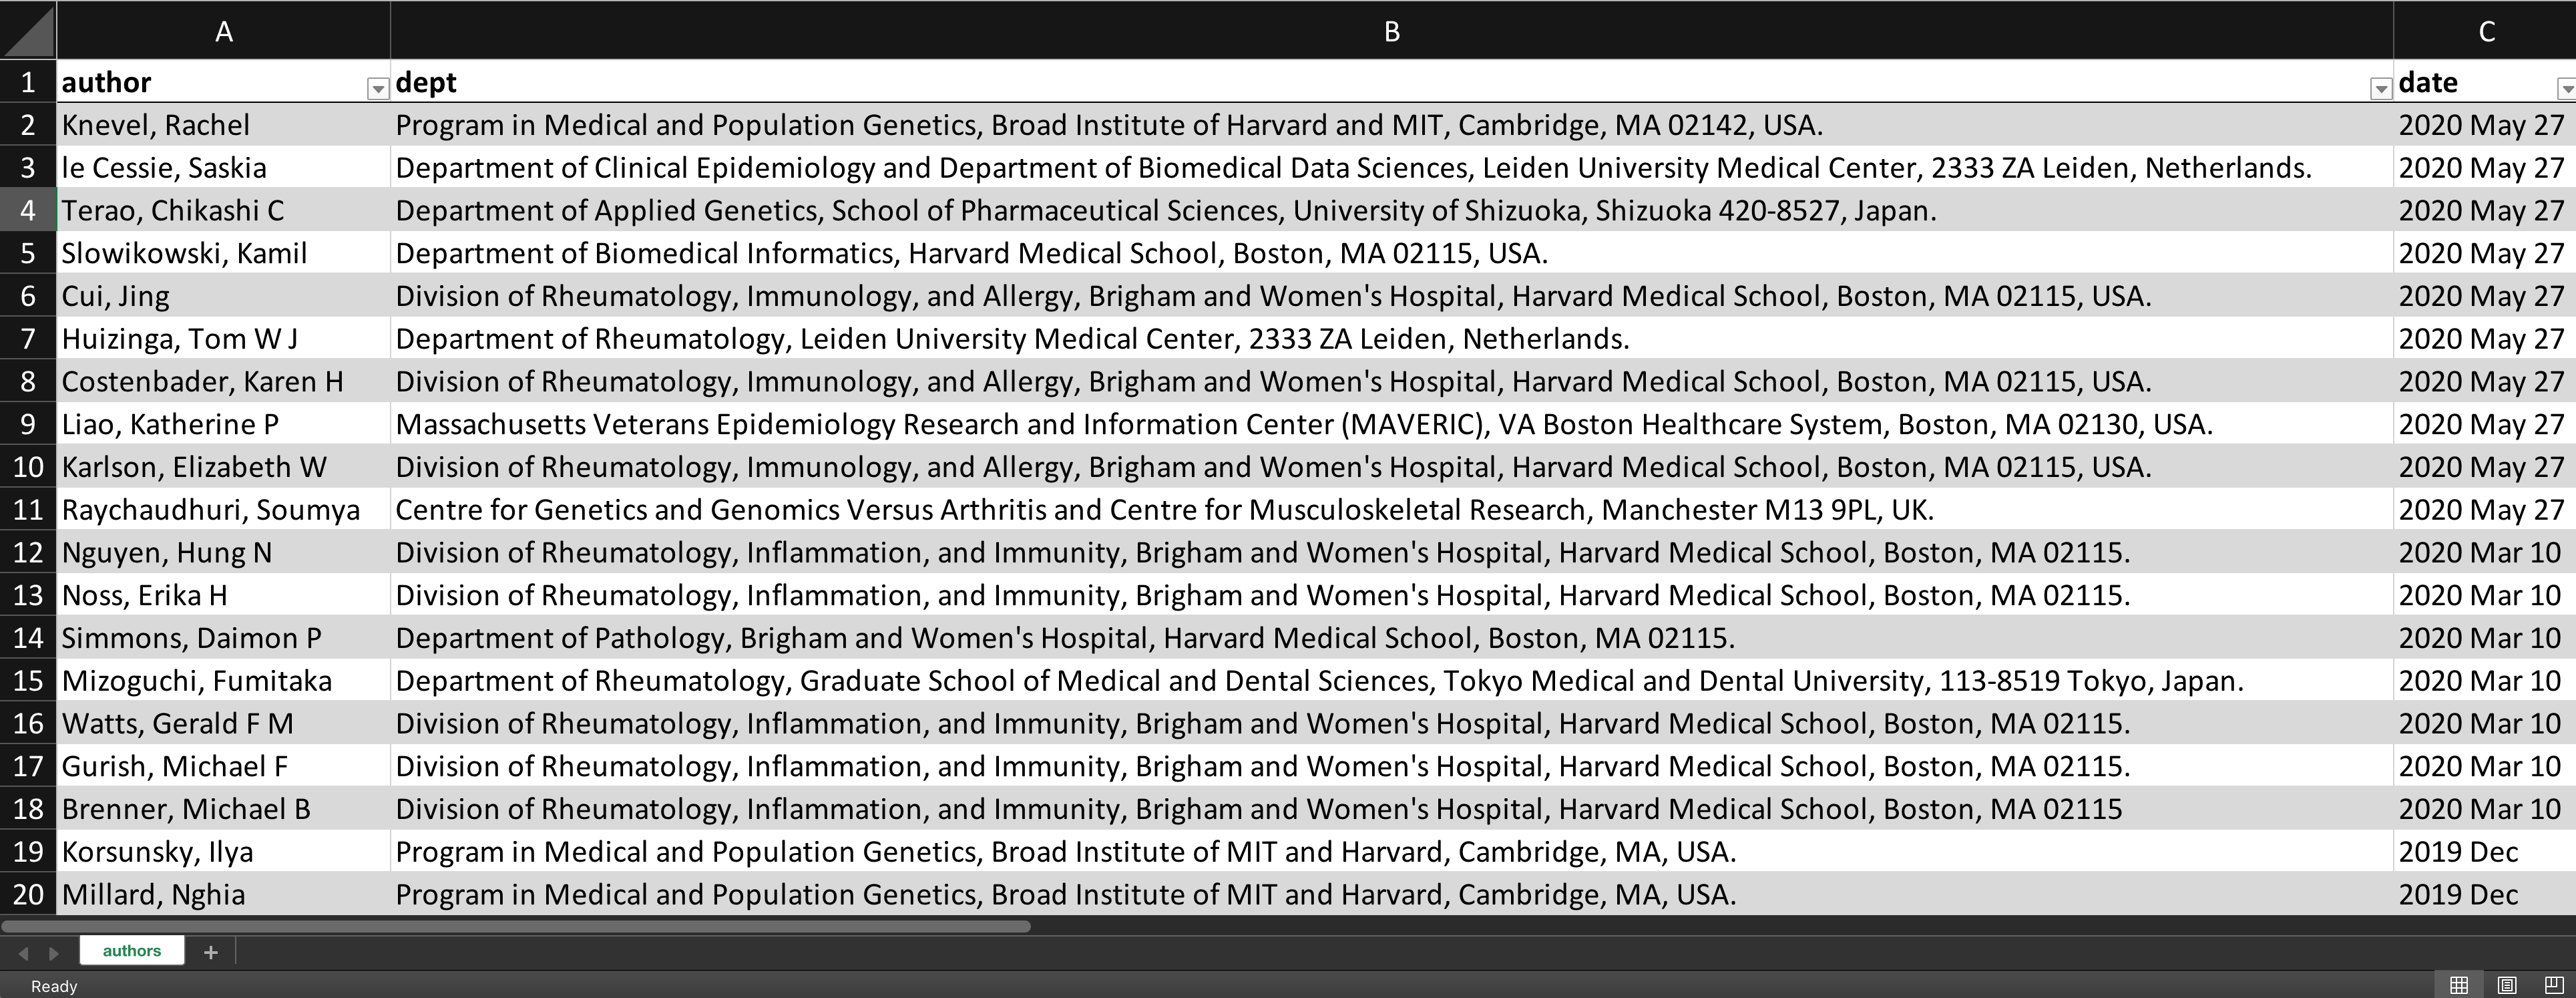 A B C
1 author dept date
2 Knevel, Rachel Program in Medical and Population Genetics, Broad Institute of Harvard and MIT, Cambridge, MA 02142, USA. 2020 May 27
3 le Cessie, Saskia Department of Clinical Epidemiology and Department of Biomedical Data Sciences, Leiden University Medical Center, 2333 ZA Leiden, Netherlands. 2020 May 27
4 Terao, Chikashi C Department of Applied Genetics, School of Pharmaceutical Sciences, University of Shizuoka, Shizuoka 420-8527, Japan. 2020 May 27
5 Slowikowski, Kamil Department of Biomedical Informatics, Harvard Medical School, Boston, MA 02115, USA. 2020 May 27
6 Cui, Jing Division of Rheumatology, Immunology, and Allergy, Brigham and Women's Hospital, Harvard Medical School, Boston, MA 02115, USA. 2020 May 27
7 Huizinga, Tom W J Department of Rheumatology, Leiden University Medical Center, 2333 ZA Leiden, Netherlands. 2020 May 27
8 Costenbader, Karen H Division of Rheumatology, Immunology, and Allergy, Brigham and Women's Hospital, Harvard Medical School, Boston, MA 02115, USA. 2020 May 27
9 Liao, Katherine P Massachusetts Veterans Epidemiology Research and Information Center (MAVERIC), VA Boston Healthcare System, Boston, MA 02130, USA. 2020 May 27
10 Karlson, Elizabeth W Division of Rheumatology, Immunology, and Allergy, Brigham and Women's Hospital, Harvard Medical School, Boston, MA 02115, USA. 2020 May 27
11 Raychaudhuri, Soumya Centre for Genetics and Genomics Versus Arthritis and Centre for Musculoskeletal Research, Manchester M13 9PL, UK. 2020 May 27
12 Nguyen, Hung N Division of Rheumatology, Inflammation, and Immunity, Brigham and Women's Hospital, Harvard Medical School, Boston, MA 02115. 2020 Mar 10
13 Noss, Erika H Division of Rheumatology, Inflammation, and Immunity, Brigham and Women's Hospital, Harvard Medical School, Boston, MA 02115. 2020 Mar 10
14 Simmons, Daimon P Department of Pathology, Brigham and Women's Hospital, Harvard Medical School, Boston, MA 02115. 2020 Mar 10
15 Mizoguchi, Fumitaka Department of Rheumatology, Graduate School of Medical and Dental Sciences, Tokyo Medical and Dental University, 113-8519 Tokyo, Japan. 2020 Mar 10
16 Watts, Gerald F M Division of Rheumatology, Inflammation, and Immunity, Brigham and Women's Hospital, Harvard Medical School, Boston, MA 02115. 2020 Mar 10
17 Gurish, Michael F Division of Rheumatology, Inflammation, and Immunity, Brigham and Women's Hospital, Harvard Medical School, Boston, MA 02115. 2020 Mar 10
18 Brenner, Michael B Division of Rheumatology, Inflammation, and Immunity, Brigham and Women's Hospital, Harvard Medical School, Boston, MA 02115 2020 Mar 10
19 Korsunsky, Ilya Program in Medical and Population Genetics, Broad Institute of MIT and Harvard, Cambridge, MA, USA. 2019 Dec
20 Millard, Nghia Program in Medical and Population Genetics, Broad Institute of MIT and Harvard, Cambridge, MA, USA. 2019 Dec
authors +
Ready